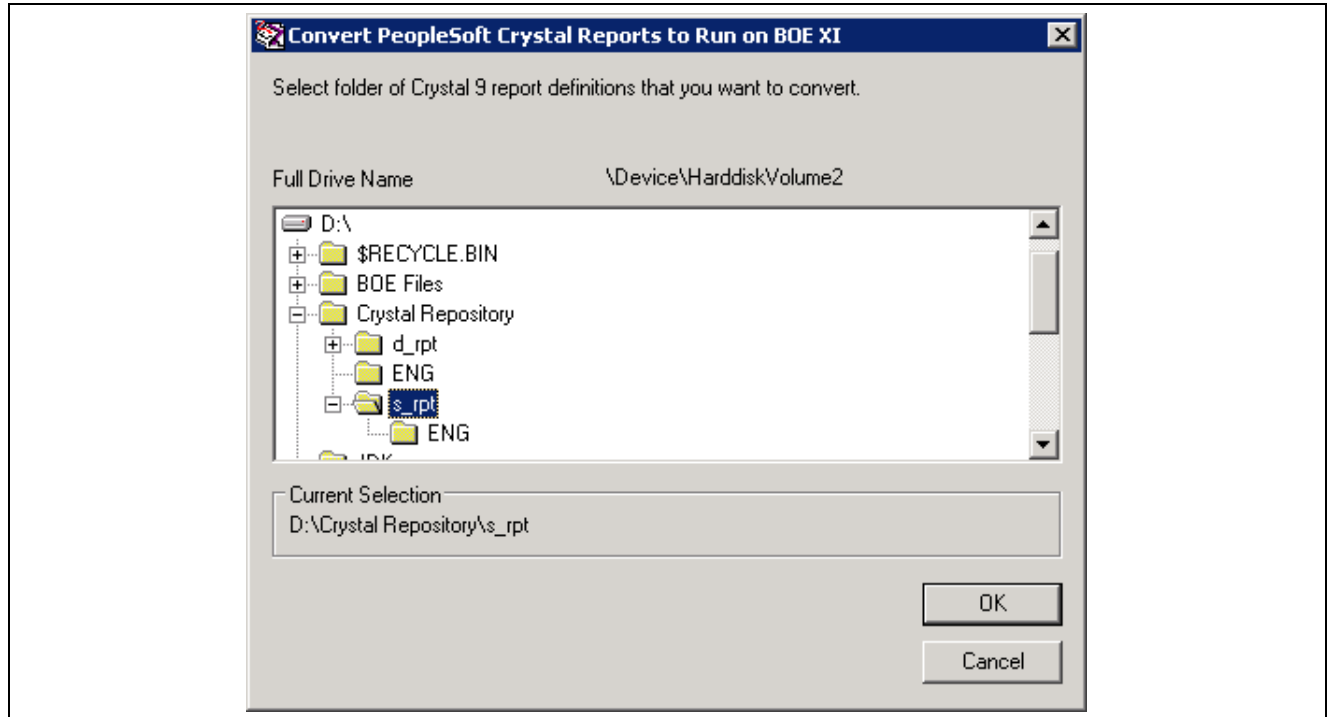 Convert PeopleSoft Crystal Reports to Run on BOE XI
Select folder of Crystal 9 report definitions that you want to convert.
Full Drive Name \Device\HarddiskVolume2
D:\
$RECYCLE.BIN
BOE Files
Crystal Repository
d_rpt
ENG
s_rpt
ENG
Current Selection
D:\Crystal Repository\s_rpt
OK
Cancel